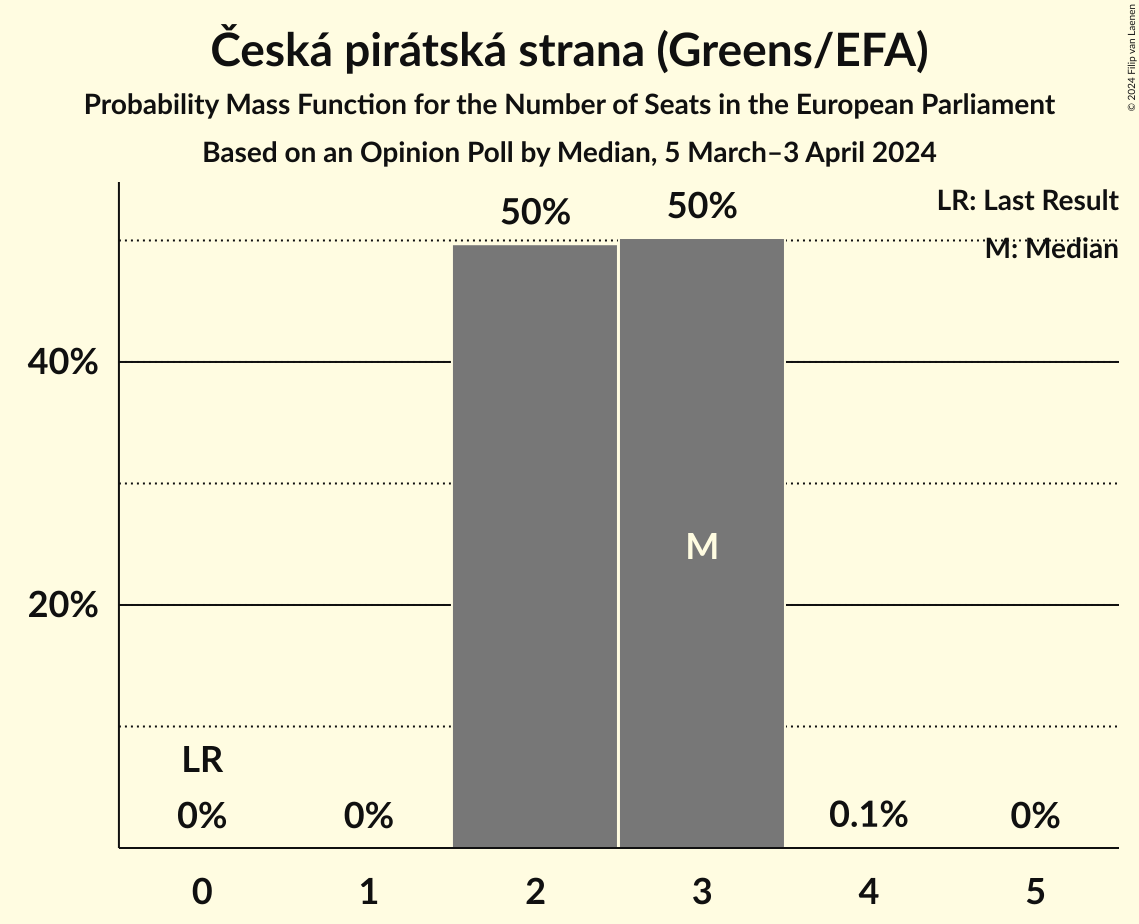 Česká pirátská strana (Greens/EFA)
Probability Mass Function for the Number of Seats in the European Parliament
Based on an Opinion Poll by Median, 5 March–3 April 2024
© 2024 Filip van Laenen
LR: Last Result
M: Median
50%
50%
40%
20%
M
LR
0%
0%
0.1%
0%
0
1
2
3
4
5